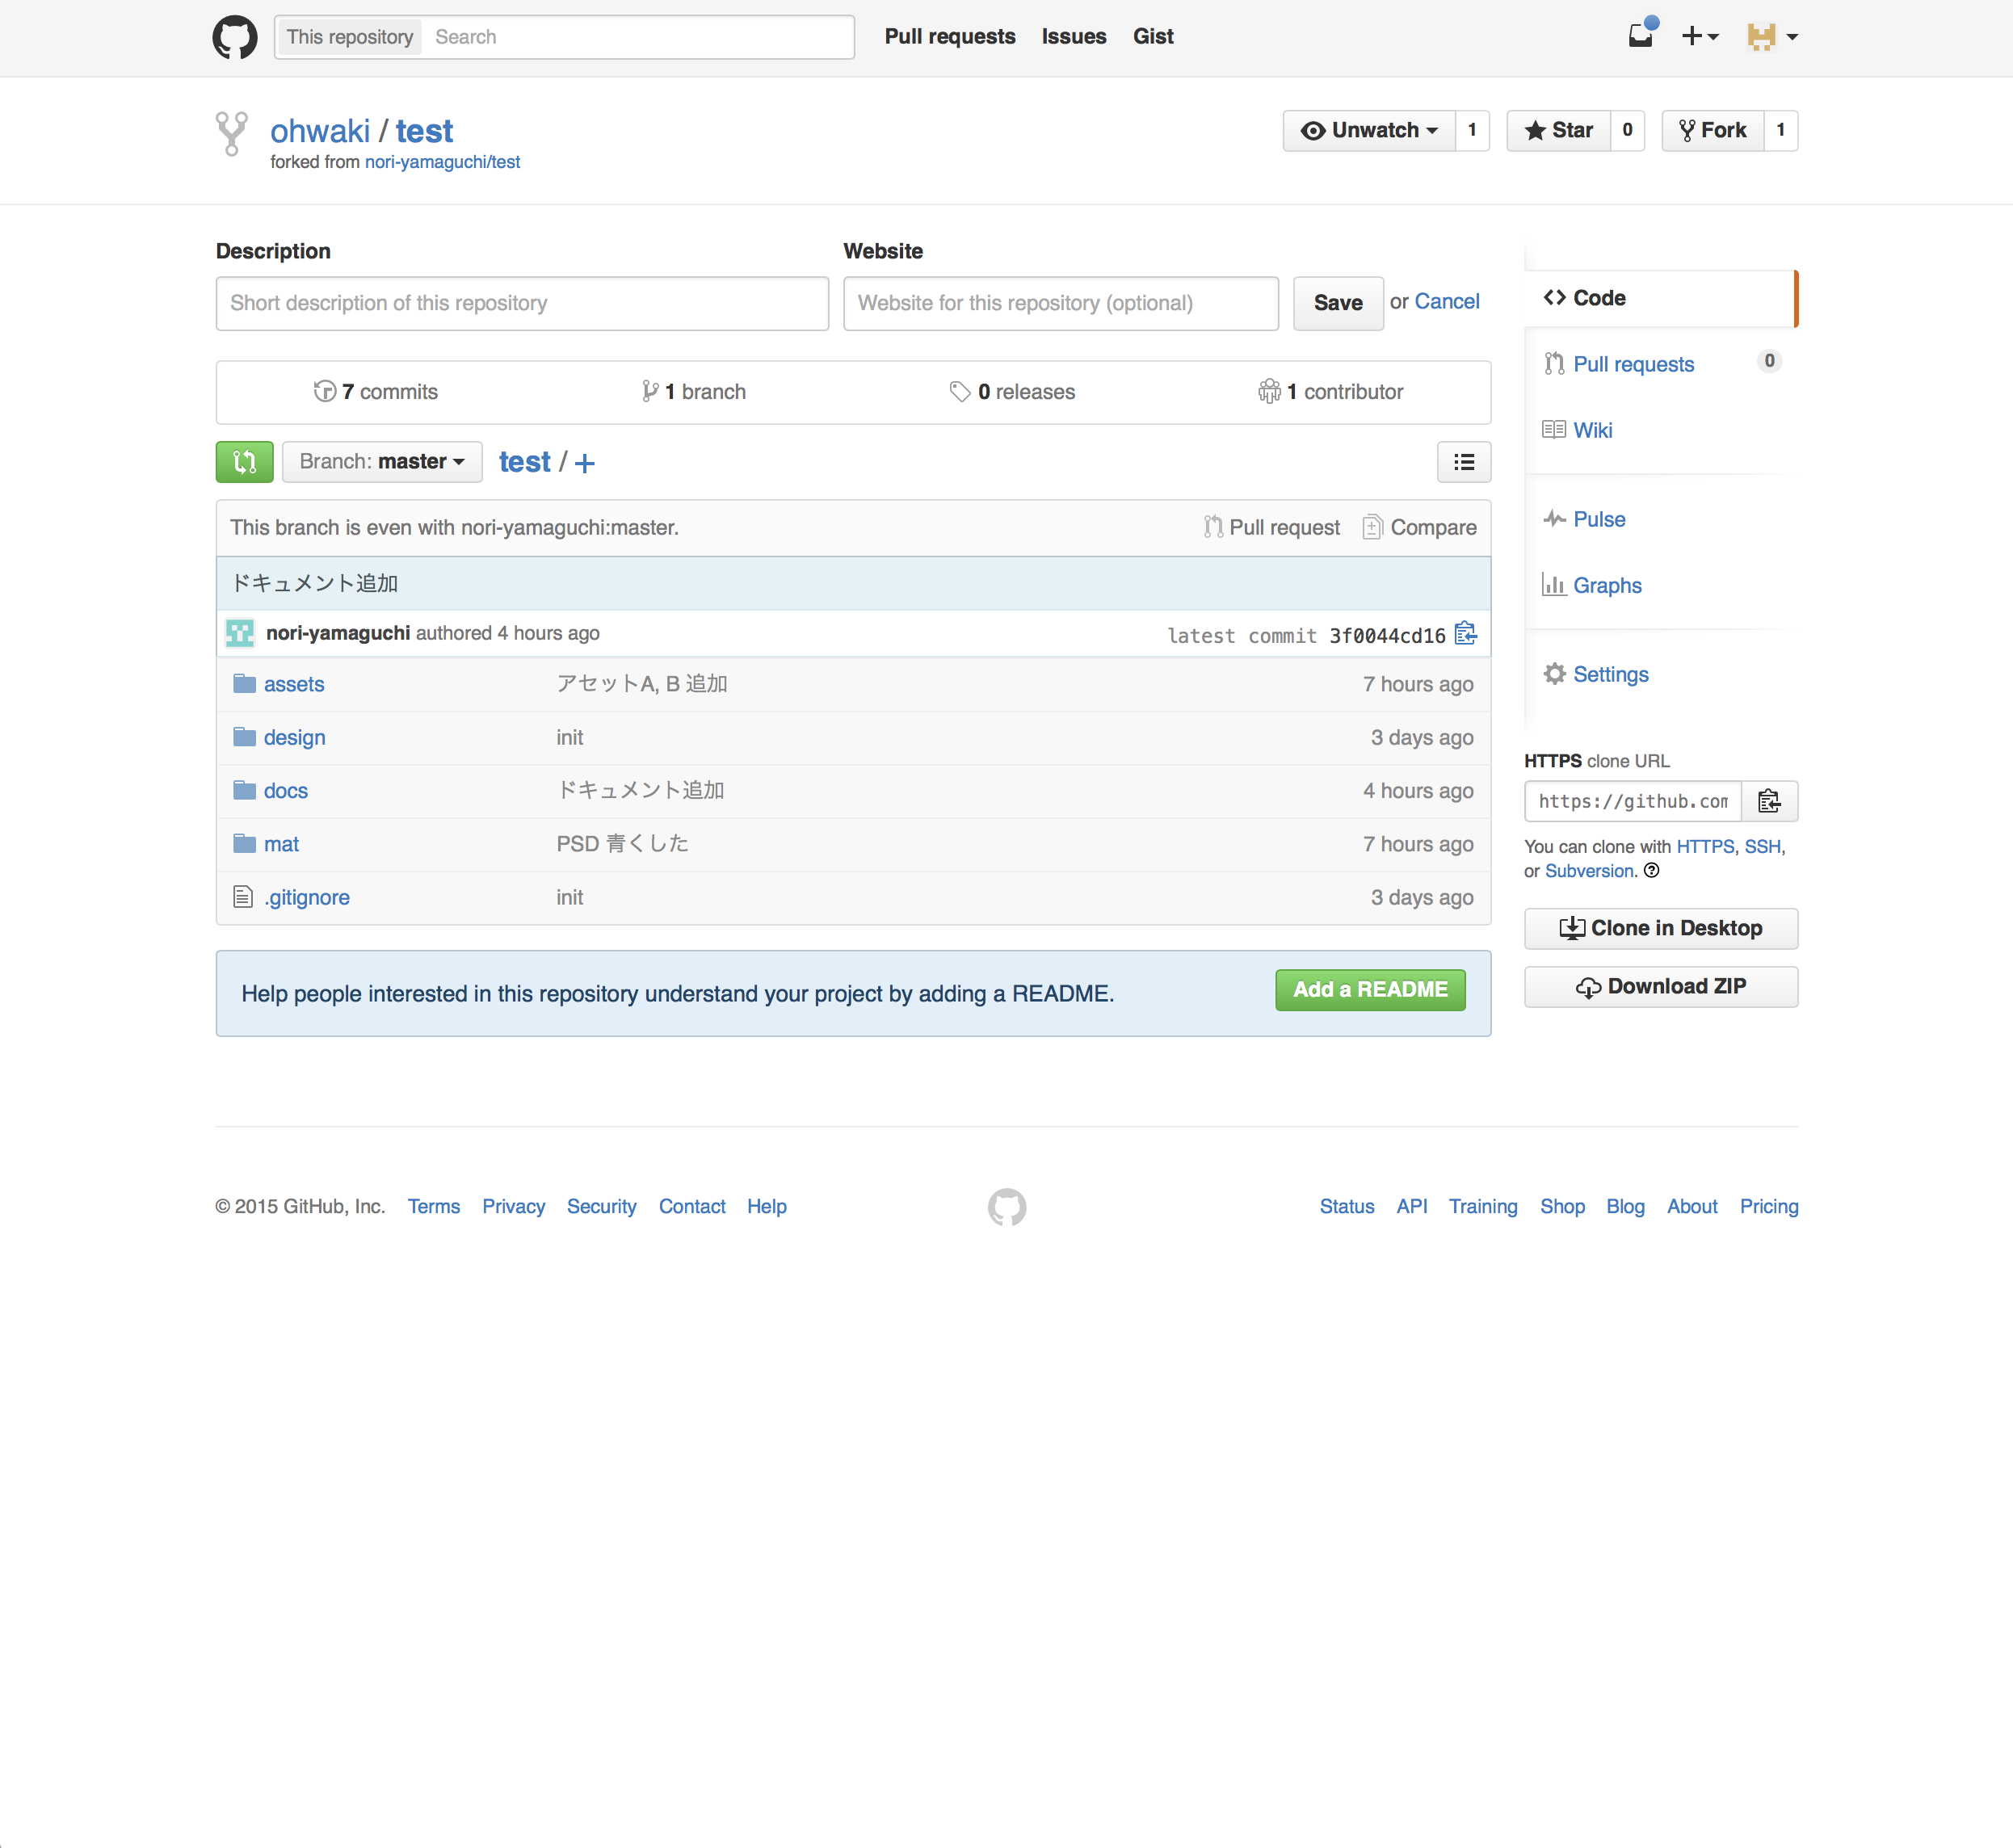 This repository Search Pull requests Issues Gist
ohwaki / test
forked from nori-yamaguchi/test
Unwatch 1 Star 0 Fork 1
Description Website
Short description of this repository Website for this repository (optional) Save or Cancel
7 commits 1 branch 0 releases 1 contributor
Branch: master test / +
This branch is even with nori-yamaguchi:master. Pull request Compare
ドキュメント追加
nori-yamaguchi authored 4 hours ago latest commit 3f0044cd16
assets アセットA, B 追加 7 hours ago
design init 3 days ago
docs ドキュメント追加 4 hours ago
mat PSD 青くした 7 hours ago
.gitignore init 3 days ago
Help people interested in this repository understand your project by adding a README. Add a README
Code
Pull requests 0
Wiki
Pulse
Graphs
Settings
HTTPS clone URL
https://github.com
You can clone with HTTPS, SSH,
or Subversion.
Clone in Desktop
Download ZIP
© 2015 GitHub, Inc. Terms Privacy Security Contact Help Status API Training Shop Blog About Pricing